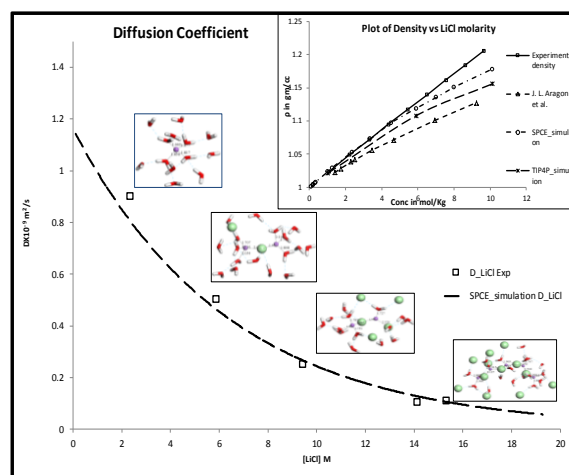 Diffusion Coefficient
1.2
1
0.8
0.6
0.4
0.2
0
DX10⁻⁹ m²/s
0 2 4 6 8 10 12 14 16 18 20
[LiCl] M
D_LiCl Exp
SPCE_simulation D_LiCl
Plot of Density vs LiCl molarity
1.25
1.2
1.15
1.1
1.05
1
ρ in gm/cc
0 2 4 6 8 10 12
Conc in mol/Kg
Experiment
density
J. L. Aragon
et al.
SPCE_simulati
on
TIP4P_simulat
ion